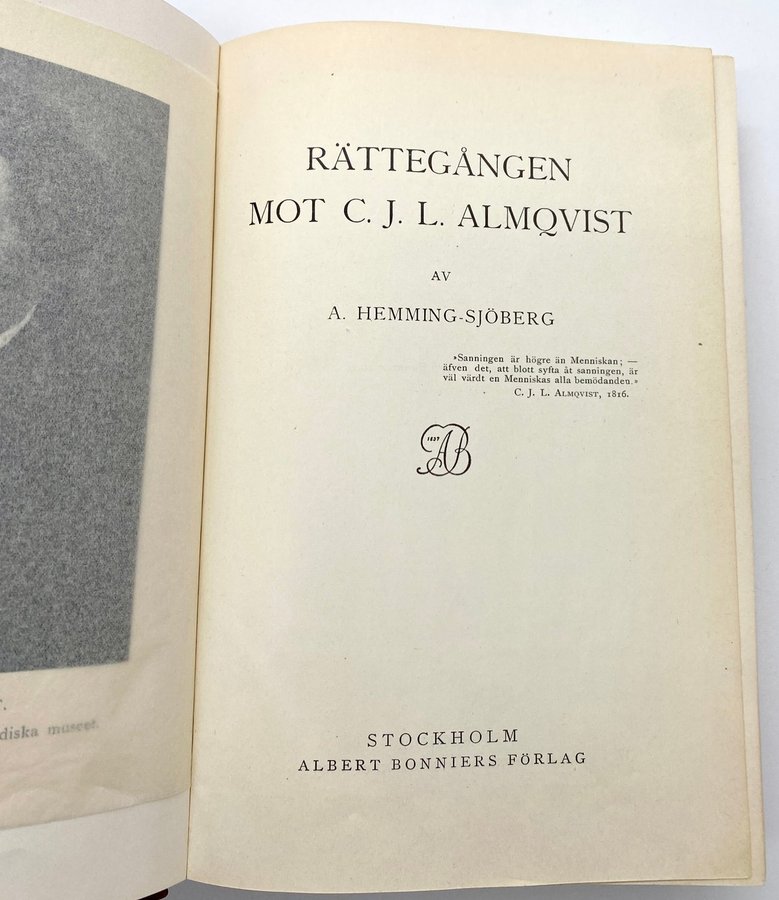 RÄTTEGÅNGEN
MOT C. J. L. ALMQVIST
AV
A. HEMMING-SJÖBERG
»Sanningen är högre än Menniskan; —
äfven det, att blott syfta åt sanningen, är
väl värdt en Menniskas alla bemödanden.»
C. J. L. ALMQVIST, 1816.
1837 AB
STOCKHOLM
ALBERT BONNIERS FÖRLAG
T.
diska museet.